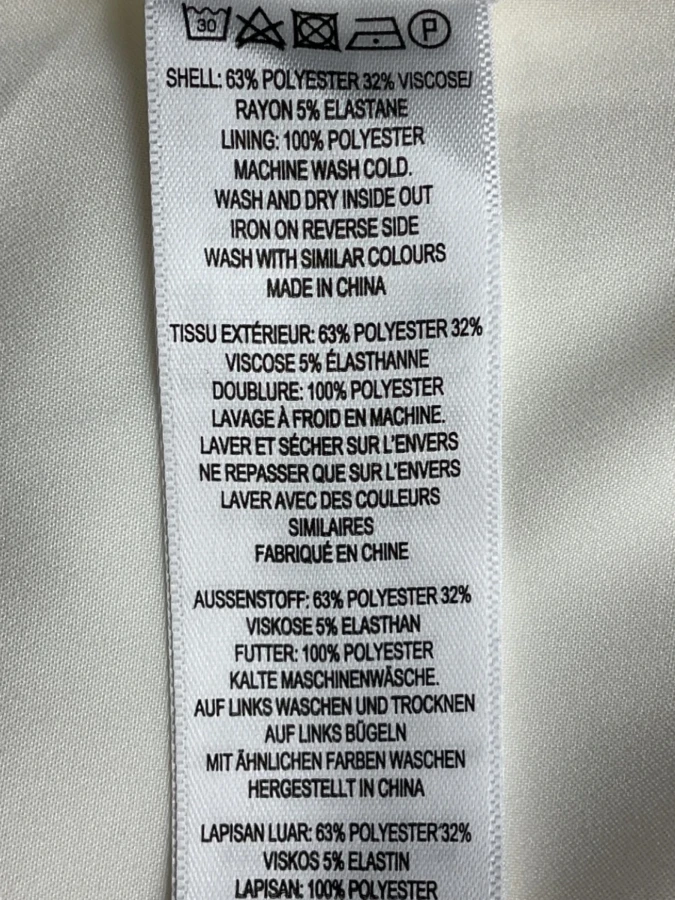 30 P
SHELL: 63% POLYESTER 32% VISCOSE/
RAYON 5% ELASTANE
LINING: 100% POLYESTER
MACHINE WASH COLD.
WASH AND DRY INSIDE OUT
IRON ON REVERSE SIDE
WASH WITH SIMILAR COLOURS
MADE IN CHINA
TISSU EXTÉRIEUR: 63% POLYESTER 32%
VISCOSE 5% ÉLASTHANNE
DOUBLURE: 100% POLYESTER
LAVAGE À FROID EN MACHINE.
LAVER ET SÉCHER SUR L'ENVERS
NE REPASSER QUE SUR L'ENVERS
LAVER AVEC DES COULEURS
SIMILAIRES
FABRIQUÉ EN CHINE
AUSSENSTOFF: 63% POLYESTER 32%
VISKOSE 5% ELASTHAN
FUTTER: 100% POLYESTER
KALTE MASCHINENWÄSCHE.
AUF LINKS WASCHEN UND TROCKNEN
AUF LINKS BÜGELN
MIT ÄHNLICHEN FARBEN WASCHEN
HERGESTELLT IN CHINA
LAPISAN LUAR: 63% POLYESTER 32%
VISKOS 5% ELASTIN
LAPISAN: 100% POLYESTER